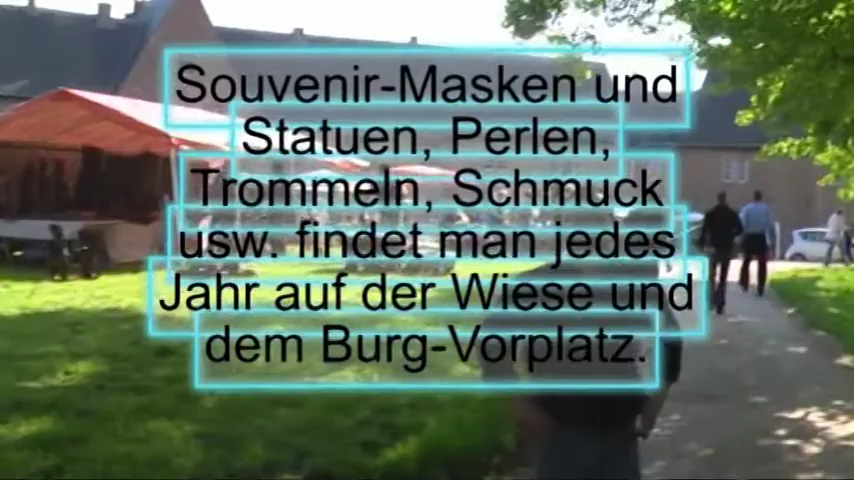 Souvenir-Masken und
Statuen, Perlen,
Trommeln, Schmuck
usw. findet man jedes
Jahr auf der Wiese und
dem Burg-Vorplatz.